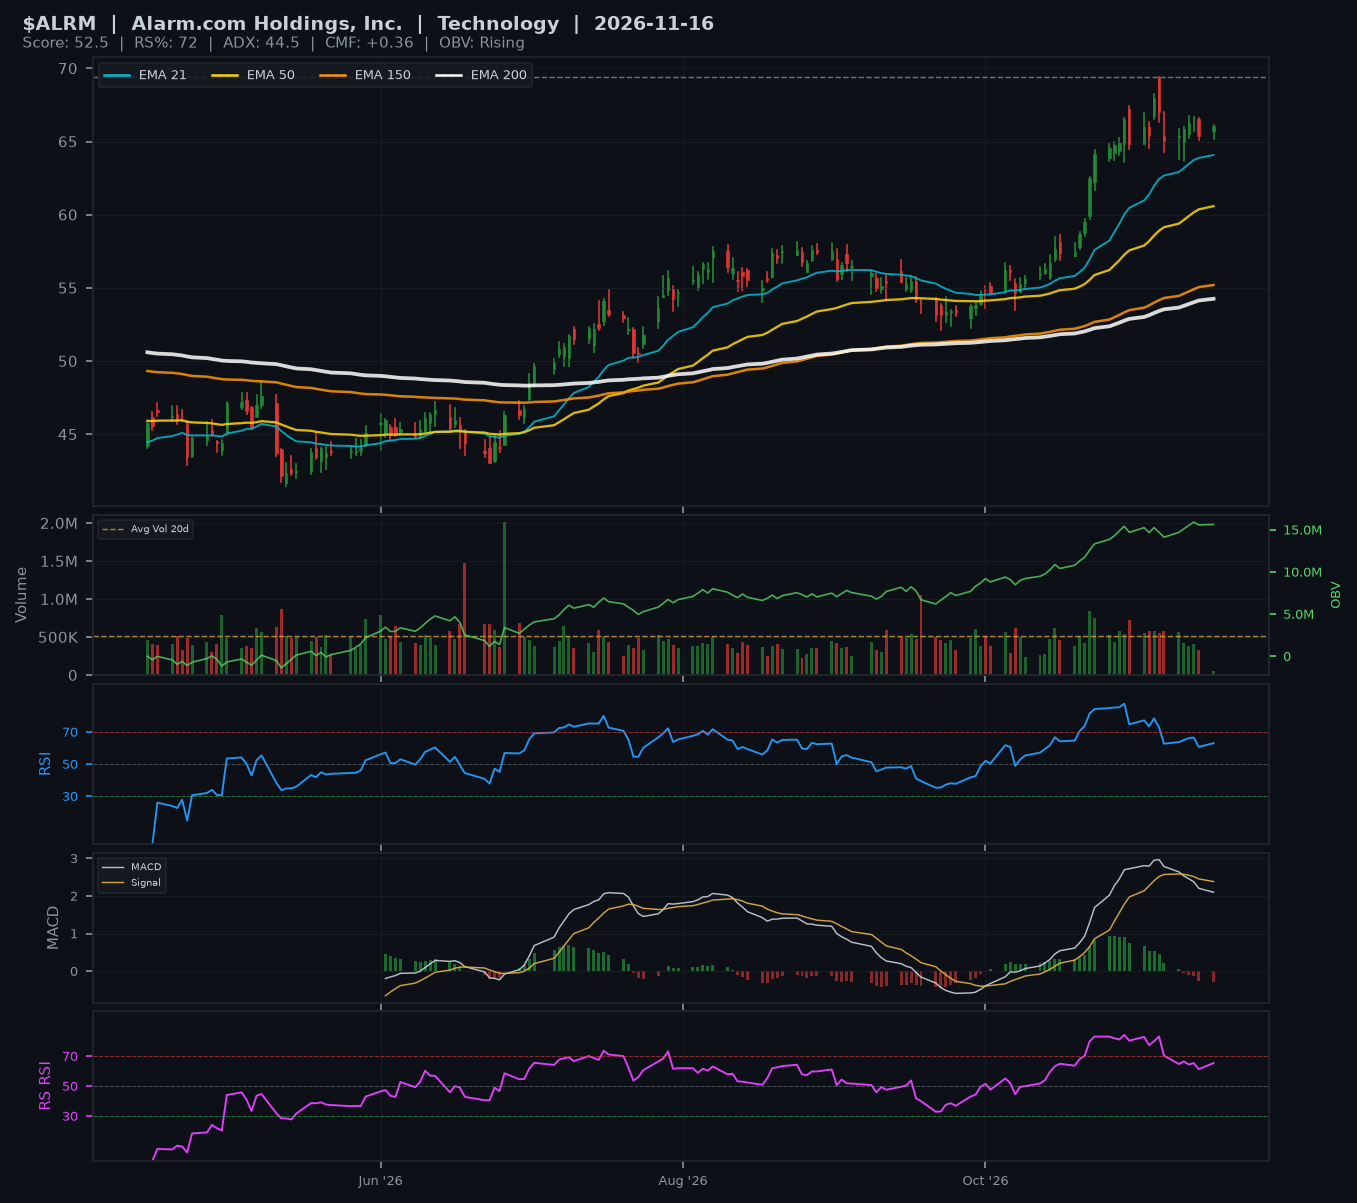 $ALRM | Alarm.com Holdings, Inc. | Technology | 2026-11-16
Score: 52.5 | RS%: 72 | ADX: 44.5 | CMF: +0.36 | OBV: Rising
EMA 21 EMA 50 EMA 150 EMA 200
70
65
60
55
50
45
Avg Vol 20d
Volume
2.0M
1.5M
1.0M
500K
0
15.0M
10.0M
5.0M
0
OBV
RSI
70
50
30
MACD
Signal
MACD
3
2
1
0
RS RSI
70
50
30
Jun '26 Aug '26 Oct '26